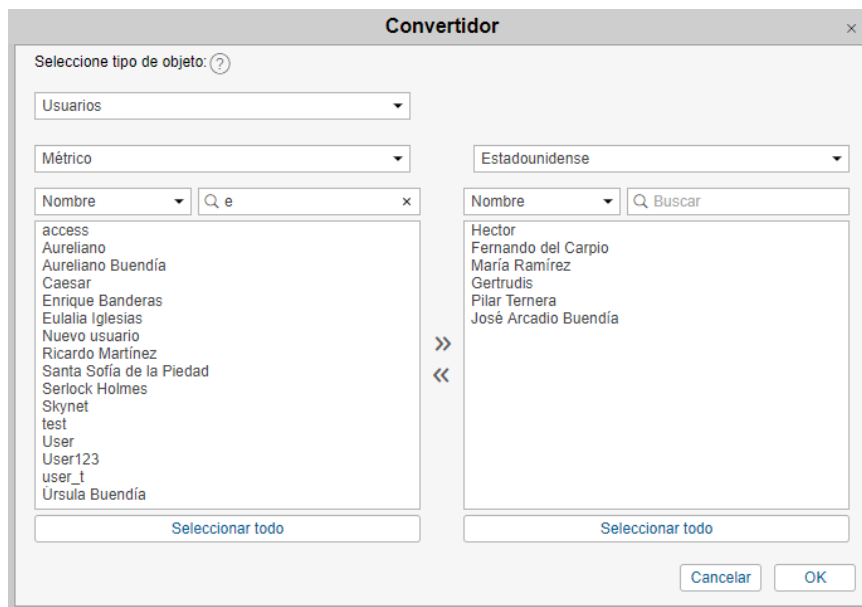 Convertidor
Seleccione tipo de objeto: ?
Usuarios
Métrico
Nombre
e
access
Aureliano
Aureliano Buendía
Caesar
Enrique Banderas
Eulalia Iglesias
Nuevo usuario
Ricardo Martínez
Santa Sofía de la Piedad
Serlock Holmes
Skynet
test
User
User123
user_t
Úrsula Buendía
Seleccionar todo
Estadounidense
Nombre
Buscar
Hector
Fernando del Carpio
María Ramírez
Gertrudis
Pilar Ternera
José Arcadio Buendía
Seleccionar todo
Cancelar
OK